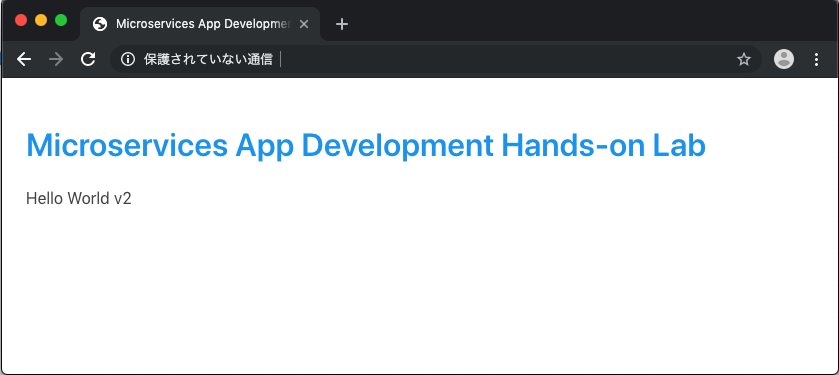 Microservices App Developmen
保護されていない通信
Microservices App Development Hands-on Lab
Hello World v2